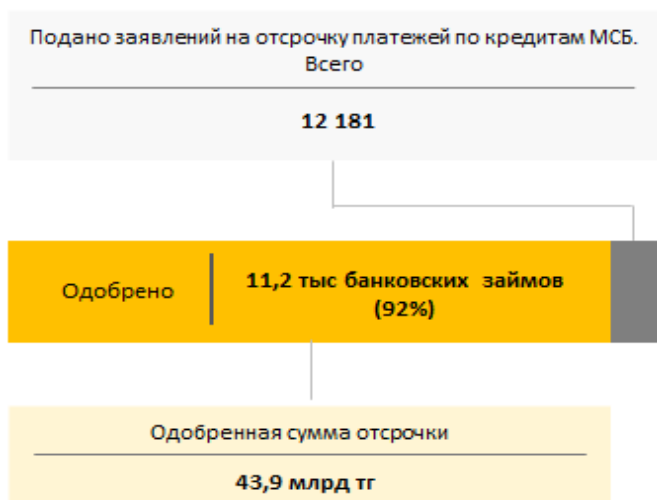 Подано заявлений на отсрочку платежей по кредитам МСБ.
Всего
12 181
Одобрено
11,2 тыс банковских займов
(92%)
Одобренная сумма отсрочки
43,9 млрд тг